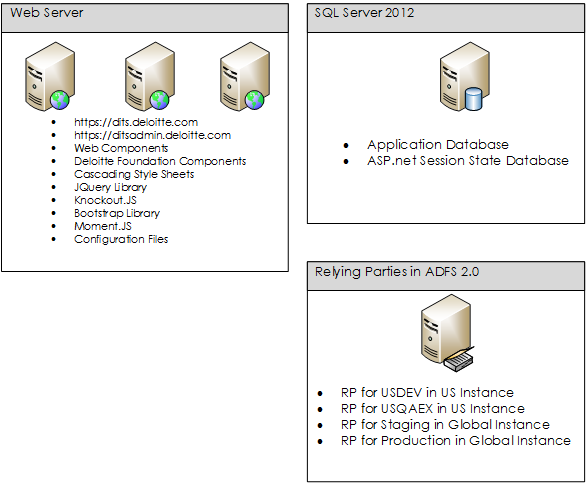 Web Server
https://dits.deloitte.com
https://ditsadmin.deloitte.com
Web Components
Deloitte Foundation Components
Cascading Style Sheets
JQuery Library
Knockout.JS
Bootstrap Library
Moment.JS
Configuration Files
SQL Server 2012
Application Database
ASP.net Session State Database
Relying Parties in ADFS 2.0
RP for USDEV in US Instance
RP for USQAEX in US Instance
RP for Staging in Global Instance
RP for Production in Global Instance